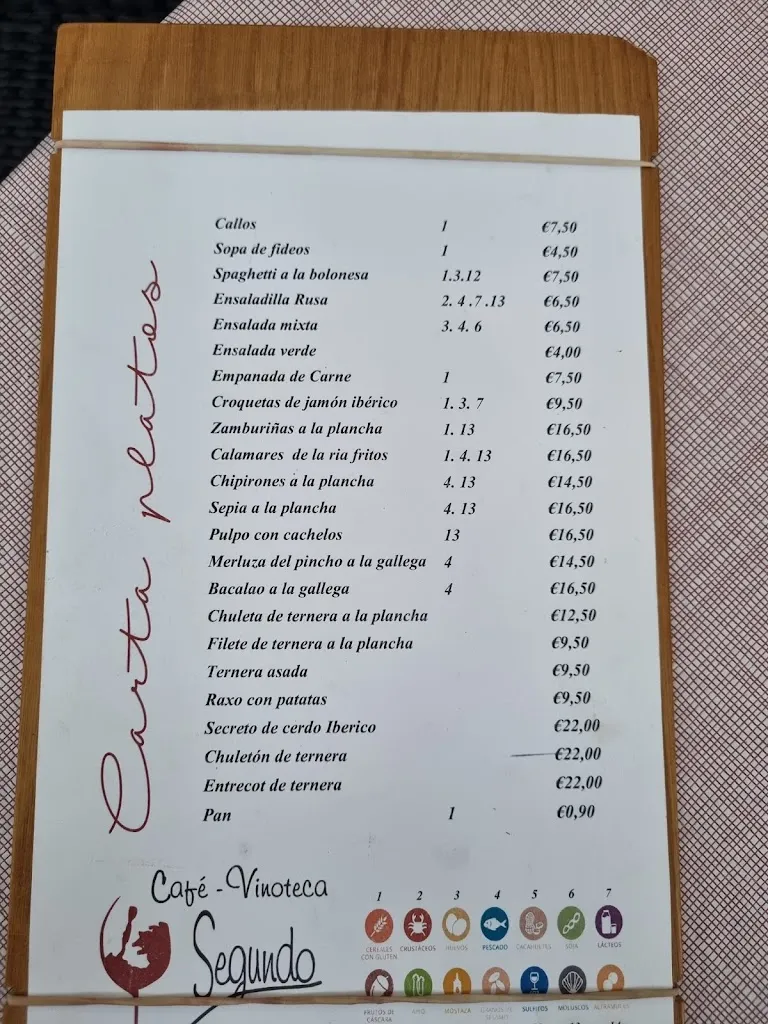 Carta platos
Callos 1 €7,50
Sopa de fideos 1 €4,50
Spaghetti a la bolonesa 1.3.12 €7,50
Ensaladilla Rusa 2. 4 .7 .13 €6,50
Ensalada mixta 3. 4. 6 €6,50
Ensalada verde €4,00
Empanada de Carne 1 €7,50
Croquetas de jamón ibérico 1. 3. 7 €9,50
Zamburiñas a la plancha 1. 13 €16,50
Calamares de la ria fritos 1. 4. 13 €16,50
Chipirones a la plancha 4. 13 €14,50
Sepia a la plancha 4. 13 €16,50
Pulpo con cachelos 13 €16,50
Merluza del pincho a la gallega 4 €14,50
Bacalao a la gallega 4 €16,50
Chuleta de ternera a la plancha €12,50
Filete de ternera a la plancha €9,50
Ternera asada €9,50
Raxo con patatas €9,50
Secreto de cerdo Iberico €22,00
Chuletón de ternera €22,00
Entrecot de ternera €22,00
Pan 1 €0,90
Café - Vinoteca
Segundo
1 2 3 4 5 6 7
CEREALES CON GLUTEN CRUSTÁCEOS HUEVOS PESCADO CACAHUETES SOJA LÁCTEOS
FRUTOS DE CÁSCARA APIO MOSTAZA SULFITOS MOLUSCOS ALTRAMUCES